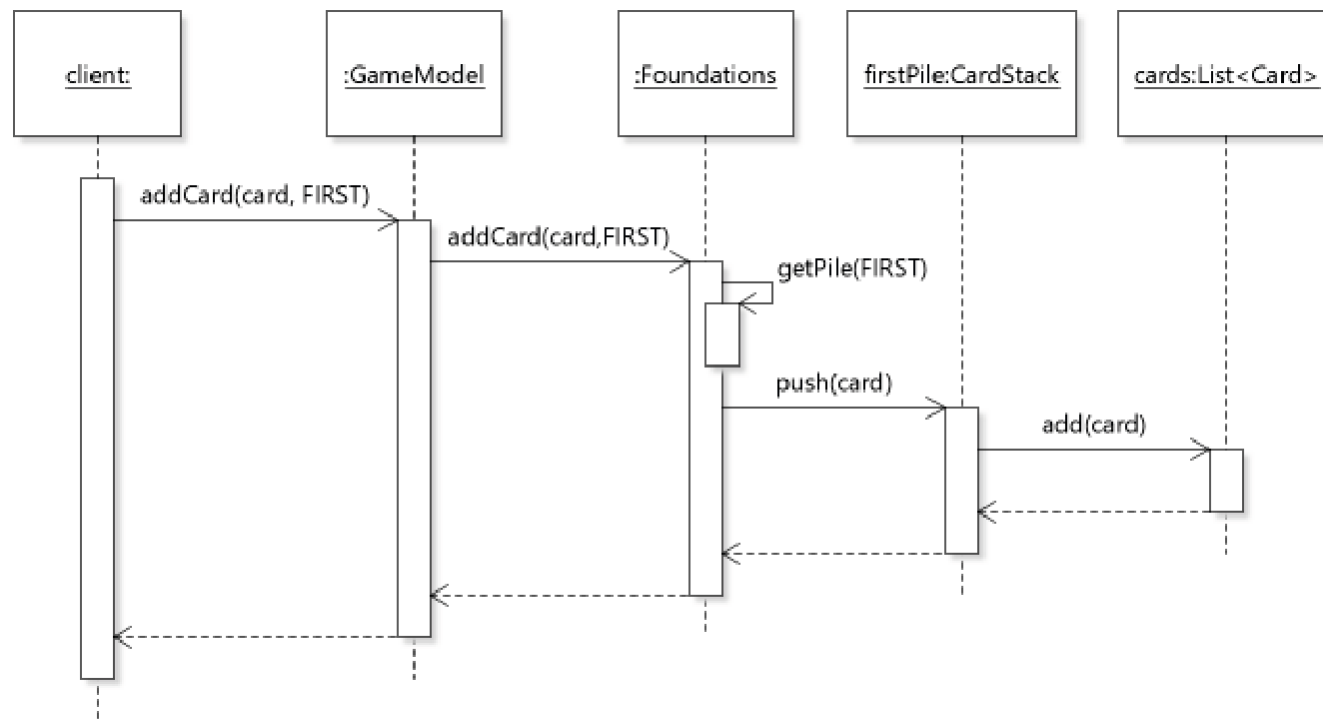 client:
:GameModel
:Foundations
firstPile:CardStack
cards:List<Card>
addCard(card, FIRST)
addCard(card,FIRST)
getPile(FIRST)
push(card)
add(card)